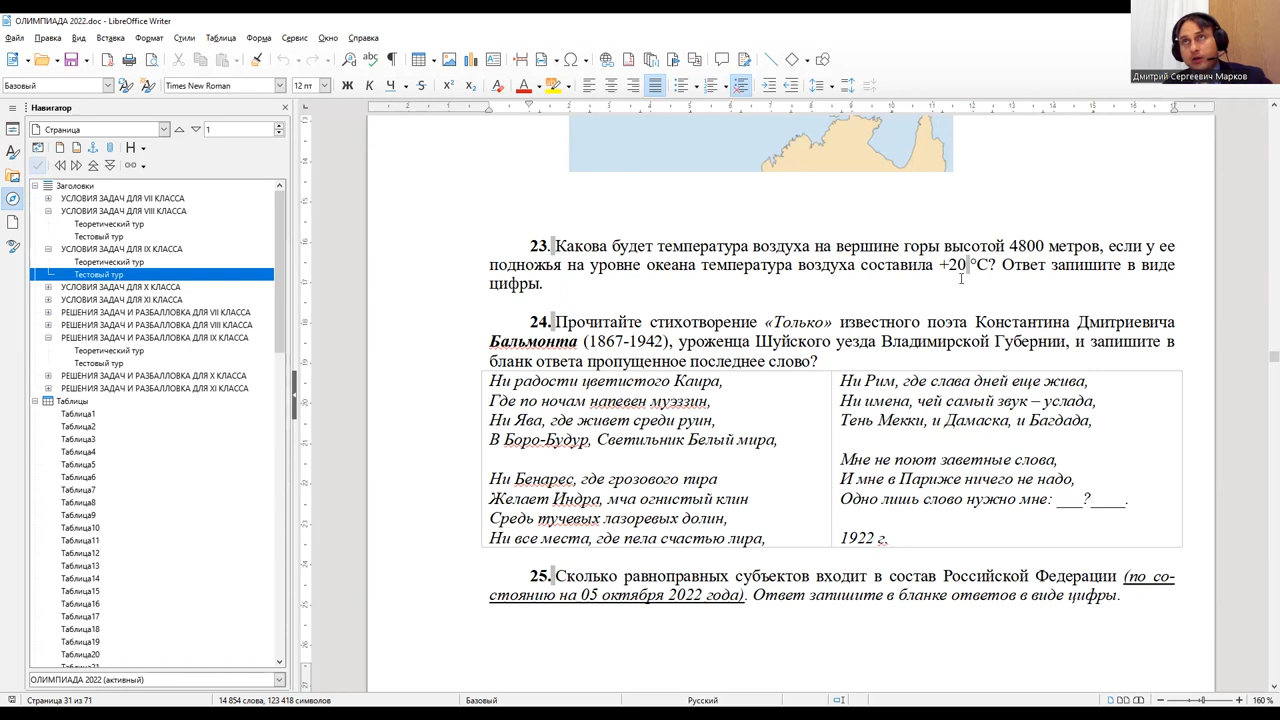 ОЛИМПИАДА 2022.doc - LibreOffice Writer
Файл Правка Вид Вставка Формат Стили Таблица Форма Сервис Окно Справка
Базовый Times New Roman 12 пт
Дмитрий Сергеевич Марков
Навигатор
Страница 1
Заголовки
УСЛОВИЯ ЗАДАЧ ДЛЯ VII КЛАССА
УСЛОВИЯ ЗАДАЧ ДЛЯ VIII КЛАССА
Теоретический тур
Тестовый тур
УСЛОВИЯ ЗАДАЧ ДЛЯ IX КЛАССА
Теоретический тур
Тестовый тур
УСЛОВИЯ ЗАДАЧ ДЛЯ X КЛАССА
УСЛОВИЯ ЗАДАЧ ДЛЯ XI КЛАССА
РЕШЕНИЯ ЗАДАЧ И РАЗБАЛЛОВКА ДЛЯ VII КЛАССА
РЕШЕНИЯ ЗАДАЧ И РАЗБАЛЛОВКА ДЛЯ VIII КЛАССА
РЕШЕНИЯ ЗАДАЧ И РАЗБАЛЛОВКА ДЛЯ IX КЛАССА
Теоретический тур
Тестовый тур
РЕШЕНИЯ ЗАДАЧ И РАЗБАЛЛОВКА ДЛЯ X КЛАССА
РЕШЕНИЯ ЗАДАЧ И РАЗБАЛЛОВКА ДЛЯ XI КЛАССА
Таблицы
Таблица1
Таблица2
Таблица3
Таблица4
Таблица5
Таблица6
Таблица7
Таблица8
Таблица9
Таблица10
Таблица11
Таблица12
Таблица13
Таблица14
Таблица15
Таблица16
Таблица17
Таблица18
Таблица19
Таблица20
ОЛИМПИАДА 2022 (активный)
23. Какова будет температура воздуха на вершине горы высотой 4800 метров, если у ее
подножья на уровне океана температура воздуха составила +20 °C? Ответ запишите в виде
цифры.
24. Прочитайте стихотворение «Только» известного поэта Константина Дмитриевича
Бальмонта (1867-1942), уроженца Шуйского уезда Владимирской Губернии, и запишите в
бланк ответа пропущенное последнее слово?
Ни радости цветистого Каира,
Где по ночам напевен муэззин,
Ни Ява, где живет среди руин,
В Боро-Будур, Светильник Белый мира,
Ни Бенарес, где грозового пира
Желает Индра, мча огнистый клин
Средь тучевых лазоревых долин,
Ни все места, где пела счастью лира,
Ни Рим, где слава дней еще жива,
Ни имена, чей самый звук – услада,
Тень Мекки, и Дамаска, и Багдада,
Мне не поют заветные слова,
И мне в Париже ничего не надо,
Одно лишь слово нужно мне: ___?____.
1922 г.
25. Сколько равноправных субъектов входит в состав Российской Федерации (по со-
стоянию на 05 октября 2022 года). Ответ запишите в бланке ответов в виде цифры.
Страница 31 из 71 14 854 слова, 123 418 символов Базовый Русский 160 %